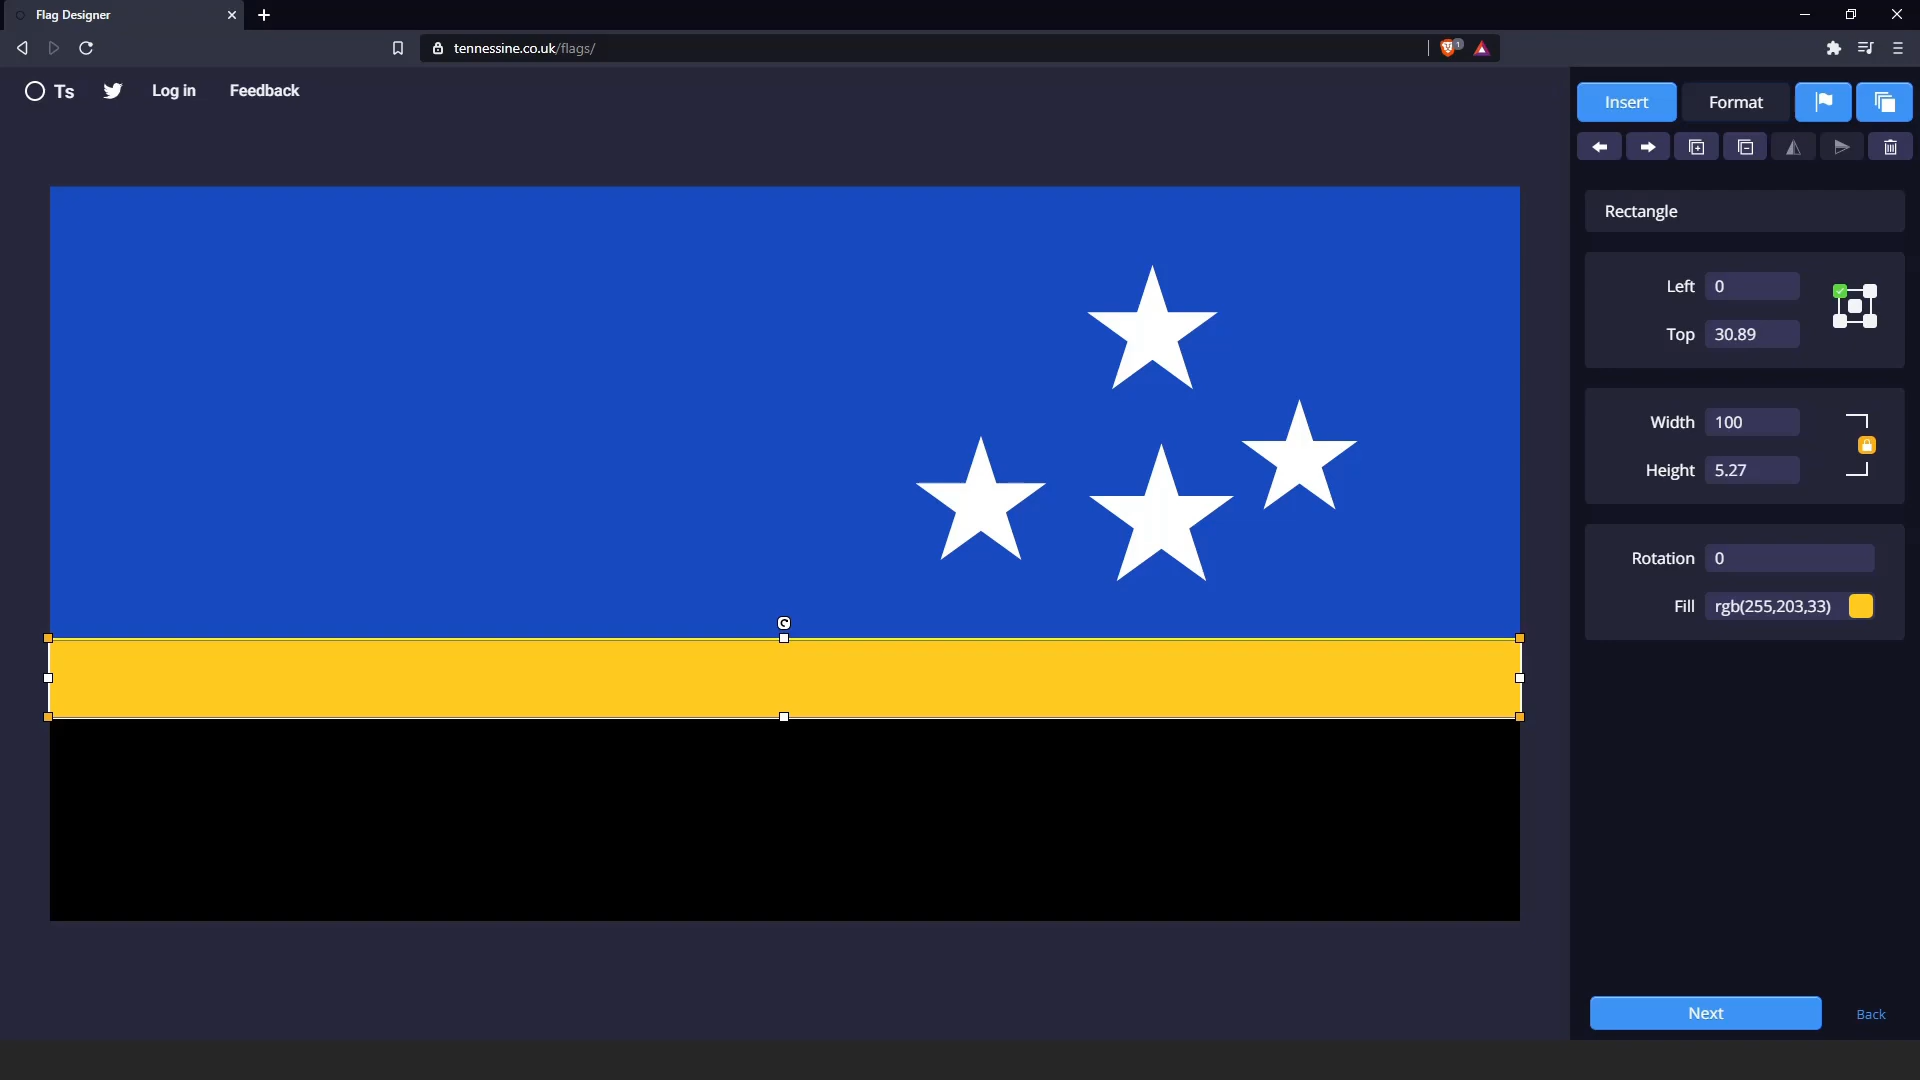 Flag Designer
tennessine.co.uk/flags/
1
Ts
Log in
Feedback
Insert
Format
Rectangle
Left 0
Top 30.89
Width 100
Height 5.27
Rotation 0
Fill rgb(255,203,33)
Next
Back